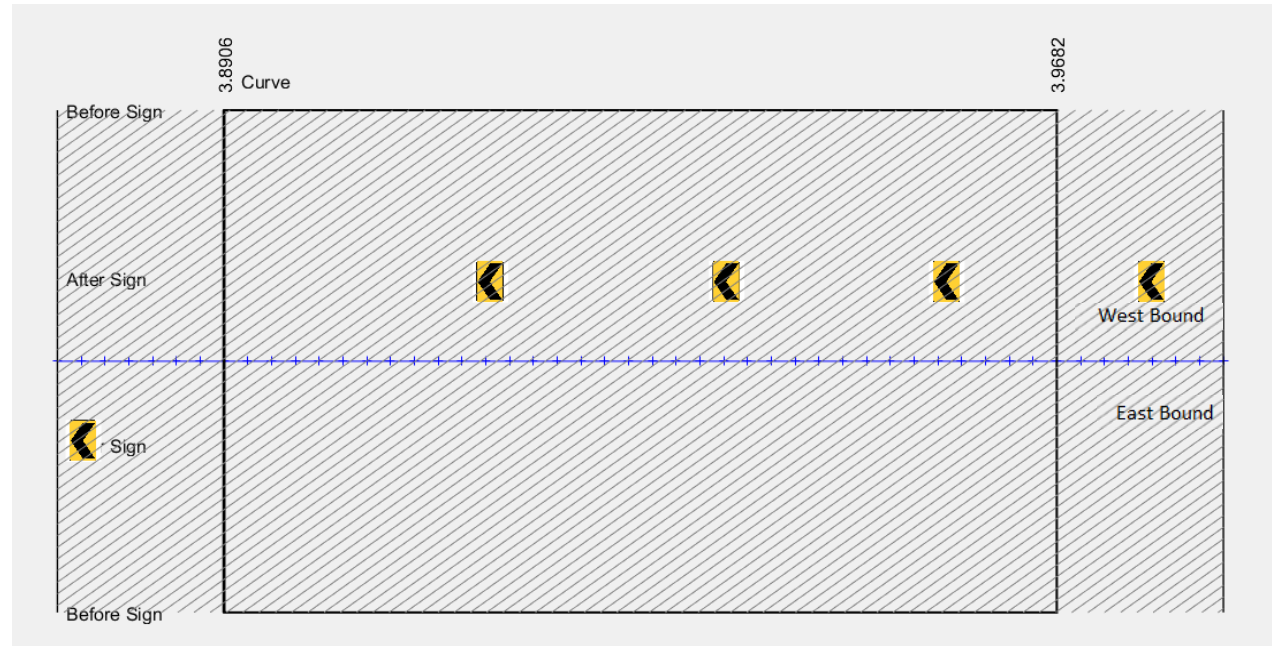 3.8906
3.9682
Curve
Before Sign
After Sign
West Bound
East Bound
Sign
Before Sign